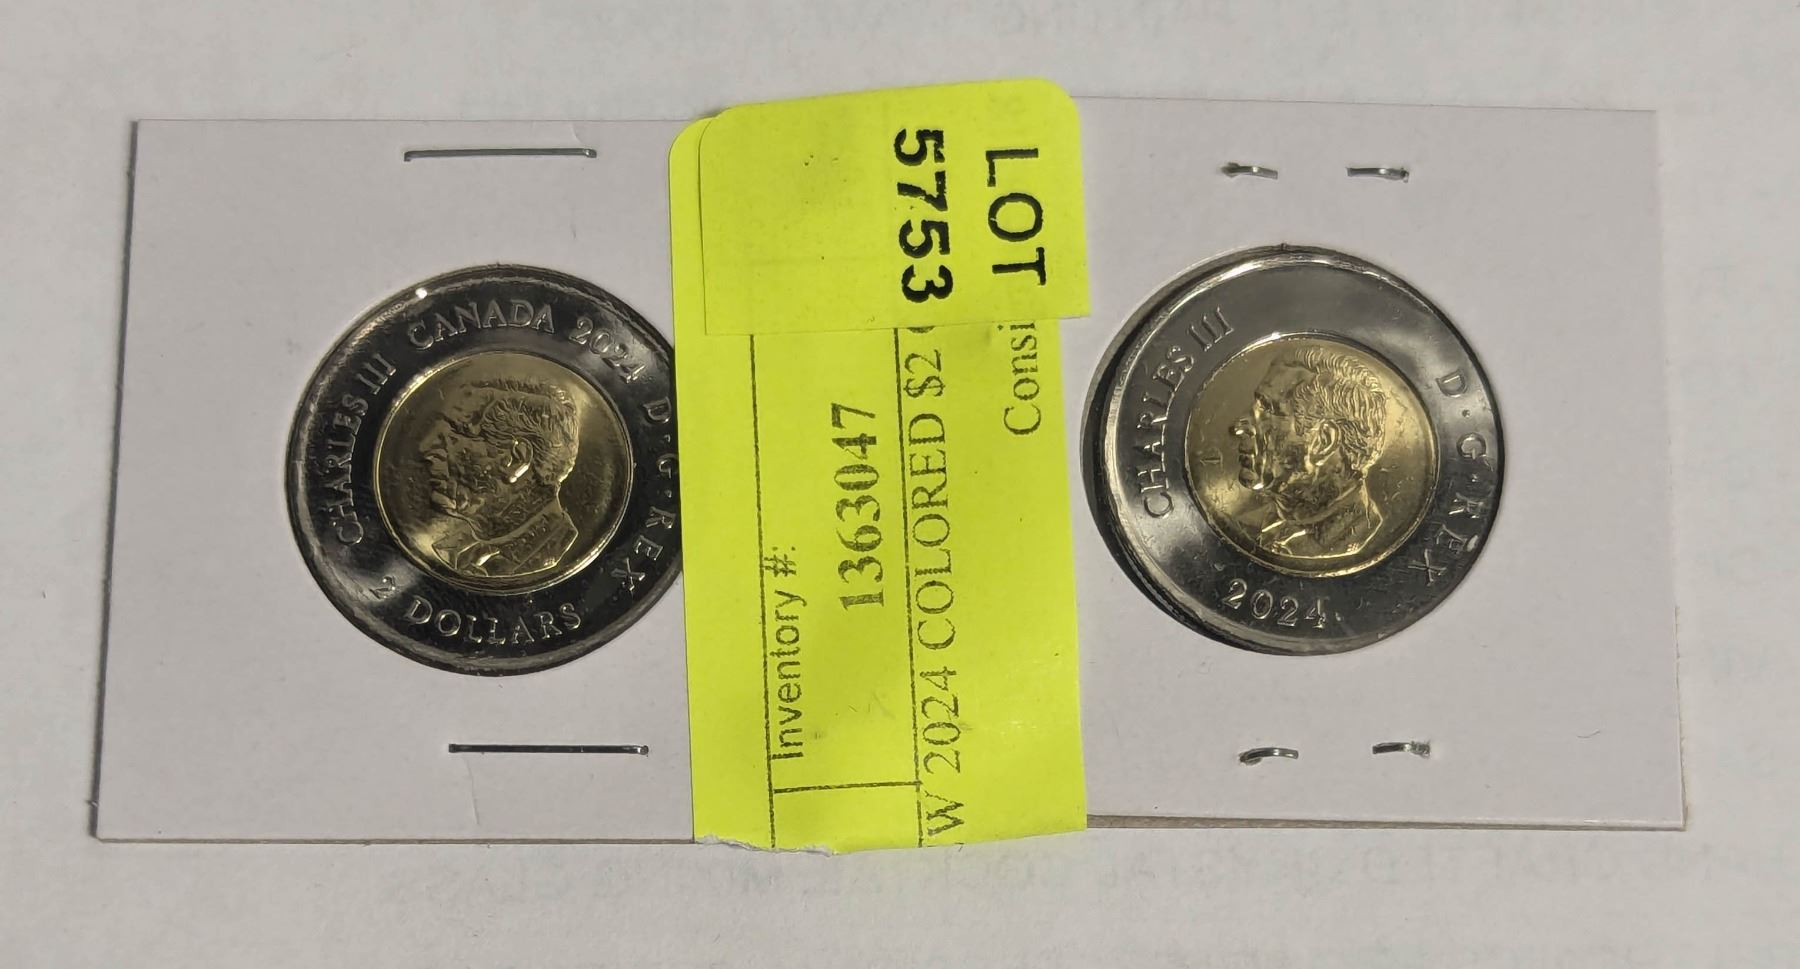 CHARLES III CANADA 2024 D·G·REX
2 DOLLARS
LOT
5753
Consi
W 2024 COLORED $2
1363047
Inventory #:
CHARLES III D·G·REX
2024